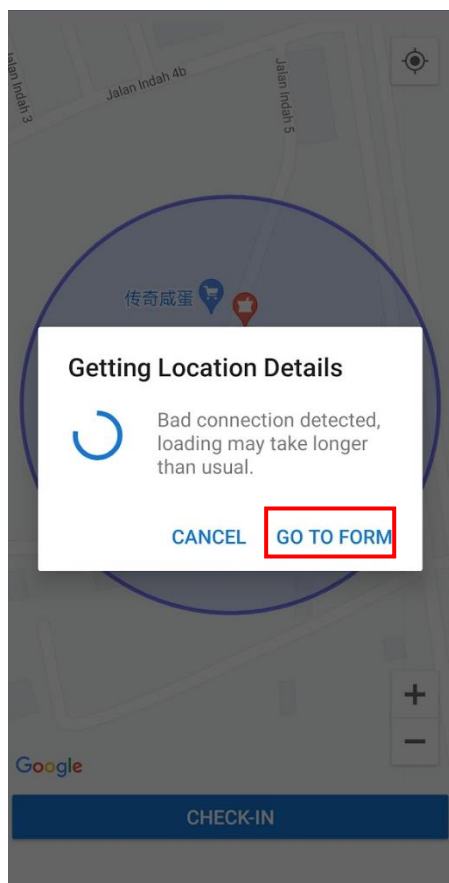 Jalan Indah 3
Jalan Indah 4b
Jalan Indah 5
传奇咸蛋
Getting Location Details
Bad connection detected,
loading may take longer
than usual.
CANCEL GO TO FORM
+
−
Google
CHECK-IN